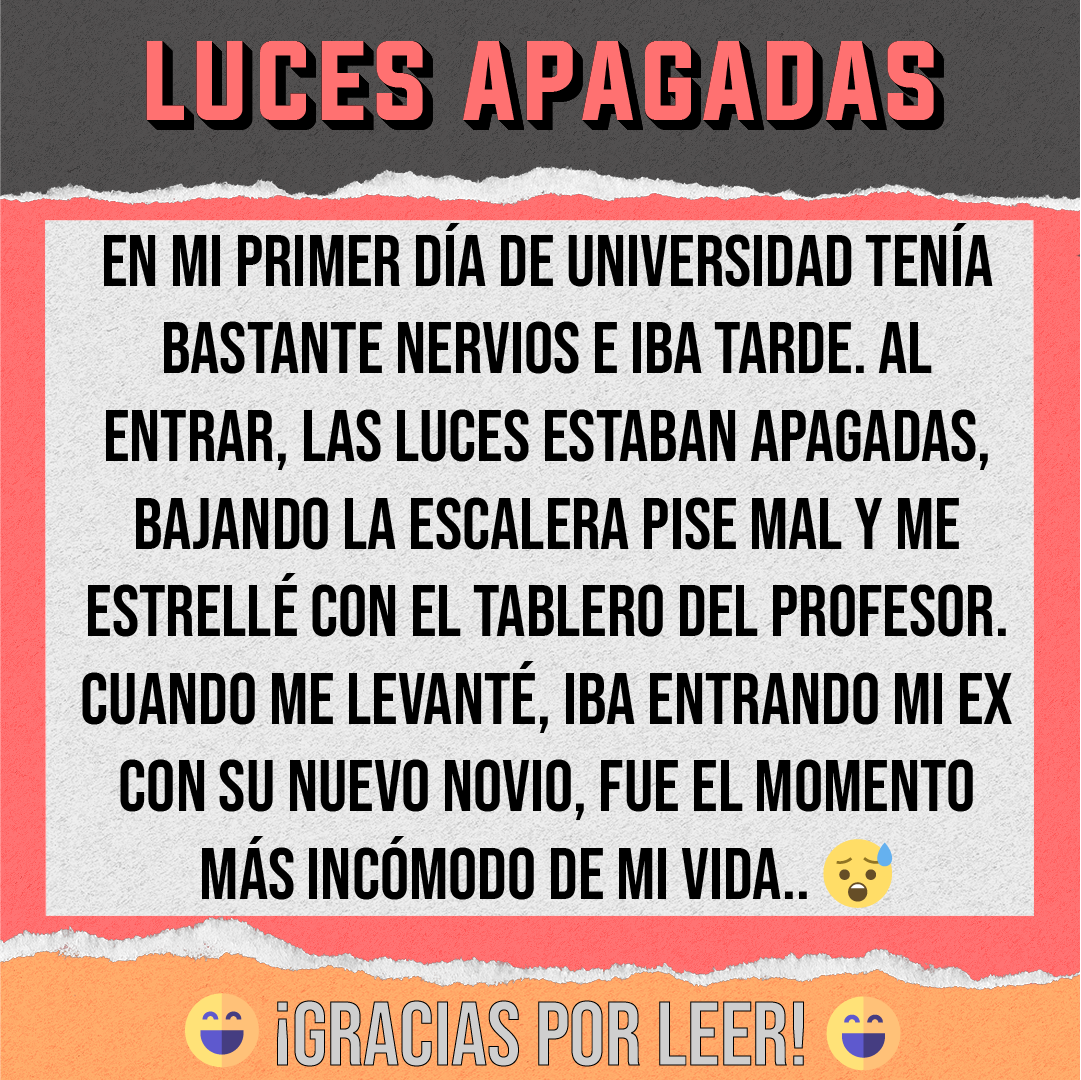 LUCES APAGADAS
EN MI PRIMER DÍA DE UNIVERSIDAD TENÍA
BASTANTE NERVIOS E IBA TARDE. AL
ENTRAR, LAS LUCES ESTABAN APAGADAS,
BAJANDO LA ESCALERA PISE MAL Y ME
ESTRELLÉ CON EL TABLERO DEL PROFESOR.
CUANDO ME LEVANTÉ, IBA ENTRANDO MI EX
CON SU NUEVO NOVIO, FUE EL MOMENTO
MÁS INCÓMODO DE MI VIDA.. 😥
¡GRACIAS POR LEER!